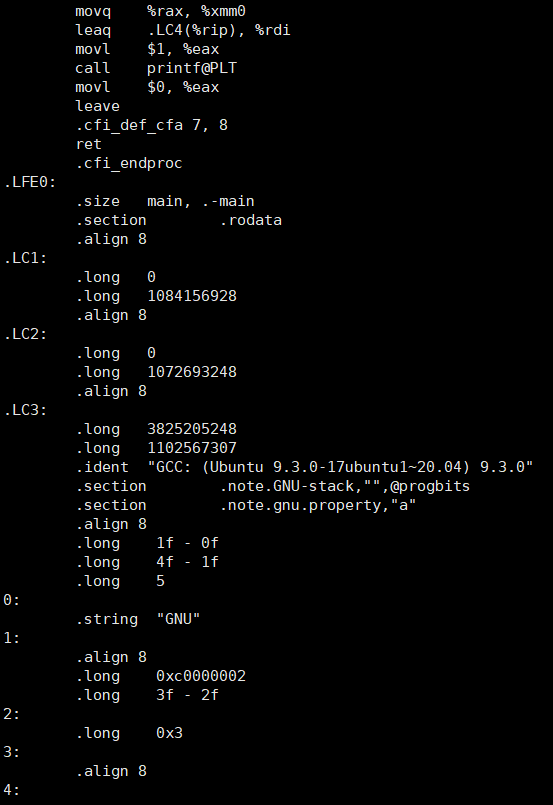 movq %rax, %xmm0
leaq .LC4(%rip), %rdi
movl $1, %eax
call printf@PLT
movl $0, %eax
leave
.cfi_def_cfa 7, 8
ret
.cfi_endproc
.LFE0:
.size main, .-main
.section .rodata
.align 8
.LC1:
.long 0
.long 1084156928
.align 8
.LC2:
.long 0
.long 1072693248
.align 8
.LC3:
.long 3825205248
.long 1102567307
.ident "GCC: (Ubuntu 9.3.0-17ubuntu1~20.04) 9.3.0"
.section .note.GNU-stack,"",@progbits
.section .note.gnu.property,"a"
.align 8
.long 1f - 0f
.long 4f - 1f
.long 5
0:
.string "GNU"
1:
.align 8
.long 0xc0000002
.long 3f - 2f
2:
.long 0x3
3:
.align 8
4: